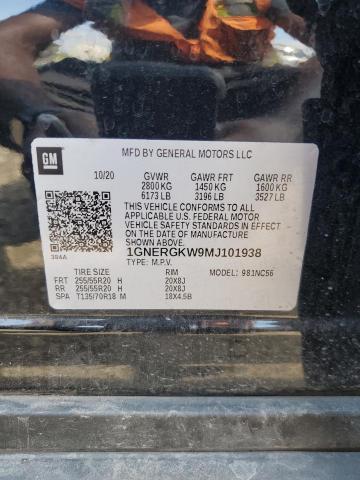 GM
MFD BY GENERAL MOTORS LLC
10/20 GVWR GAWR FRT GAWR RR
2800 KG 1450 KG 1600 KG
6173 LB 3196 LB 3527 LB
THIS VEHICLE CONFORMS TO ALL
APPLICABLE U.S. FEDERAL MOTOR
VEHICLE SAFETY STANDARDS IN EFFECT
ON THE DATE OF MANUFACTURE SHOWN ABOVE.
384A
1GNERGKW9MJ101938
TYPE: M.P.V. MODEL: 981NC56
TIRE SIZE RIM
FRT 255/55R20 H 20X8J
RR 255/55R20 H 20X8J
SPA T135/70R18 M 18X4.5B